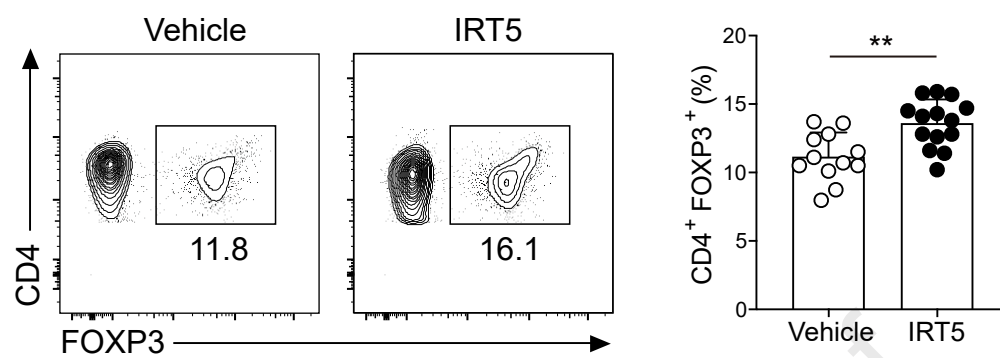 Vehicle
IRT5
CD4
11.8
16.1
FOXP3
CD4+ FOXP3+ (%)
20
15
10
5
0
**
Vehicle
IRT5